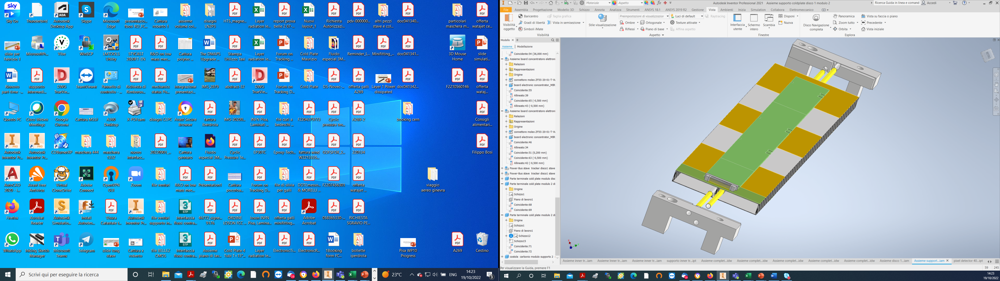 Sky Go
Thunderbird
Autodesk
Desktop App
Skype
Microsoft
Edge
presentazio...
fbosi RD_FC...
Cattura
roberto 1
assieme
volume col...
disegni
LN2P3
HTS_magne...
Layer
radiation le...
report prova
belle 2 07-...
Nuovi
layout_1
Richiesta
Autorizzazi...
pdv-000000...
altri pezzi
stave e col...
doc041340...
particolari
maschera m...
offerta
watajet ce...
slide per
Fabrizio 1
MicrosoftPr...
Vibe
WinSCP
LMTOOLS
Utility
STYCAST
2850FT-EN
R&D on low
mass mec...
Cattura
polytec ...
The DMAPS
Upgrade ...
Stampa
Utilizzo Taxi
Layer
radiation le...
Forum on
Tracking ...
Cold Plate
Maurizio
Fluido
especial 3M...
Reminder_L...
Minifitting_...
doc041341...
3D Mouse
Home
slide
simulati...
Rinnovo
part-time -...
supporto
intermedi...
DWG
TrueVie...
TeamViewer
Pannello di
controllo - ...
Richiesta di
Rimborso...
mechanics
status Pis...
integrazione
presentazi...
IMG_2879
abstract-32
DWG
TrueVie...
Forum on
Tracking D...
Cold Plate
DS-Novec-...
offerta galli
A269
Layer 1 Power
dissipated
doc041342...
F2210560146
offerta
wataj...
Questo PC
Cisco Webex
Meetings
Google
Chrome
Cattura M55J
A360
Desktop
X-PDFsam
disegni CEPC
Avast Secure
Browser
fattura
iberdrola
IMG-20200...
INFN Pisa,
Laminati ...
file dati a
bedeschi ...
F2204379773
Cyclic
pressure tes...
A269-2
booking cern
Consigli
alimentari...
Autodesk
Inventor Pr...
Autodesk
Inventor Pr...
CDBurnerXP
maschera 444
maschera
1332
nuovo
interfacc...
20220901_...
Cattura
gennaro
Fluido
especial 3M...
Cyclic
Pressure Te...
EP30TC
Epoxy-Tech...
fattura wind
W2213335...
GDFSFOX_2...
220134
Filippo Bosi
AutoCAD
2020 - I...
Avast Free
Antivirus
Virtual
CloneDrive
Adobe
Connect
OpenVPN
GUI
Zoom
file venturi
R&D on low
mass mec...
Presentation1
Cattura
pocofoa...
Forum on
Tracking D...
file di silvia
per galli
DDTEmesso...
& MORELLI ...
F2207456301
offerta
watajet ...
viaggio
aereo ginevra
Firefox
Acrobat
Reader
Autodesk
Simulatio...
Install
Autodes...
Visura
Catastale t...
Autodesk
Inventor Pr...
file venturi
supporto in...
Interfaccia
flussi contra...
46772_signe...
9176
ORDINE
LOSON FCC ...
loson INFN
Pisa, Lamina...
offerta galli
minifitting...
Adobe
Acrobat
058365330-...
RICHIESTA
SGRAVIO PE...
WhatsApp
Inkling Sketch
Manager
Microsoft
Teams
Telegram
slide long
stave
Cattura x
roberto
file BELLE2
CMOS
Interfaccia
flussi contra...
Assieme
piano di lav...
Cold Plate 4
Tubi T=15°...
Layer
radiation le...
ElectronicTi...
ElectronicR...
1Booking
form FC...
bollette
iperdrola
Pisa WP10
Progress
A269
Cestino
Scrivi qui per eseguire la ricerca
23°C
ENG
14:23
19/10/2022
Materiale
Aspetto
Autodesk Inventor Professional 2021 Assieme supporto coldplate disco 1 modulo 2
Ricerca Guida in linea e comand
Accedi
File Assembla Progettazione Modello 3D Schizzo Annota Analizza Strumenti ANSYS 18.1 ANSYS 2019 R2 Gestione Vista Ambienti Inizia Simulation Collabora Elettromeccanico
Visibilità
oggetto
Baricentro
Gradi di libertà
Simboli iMate
Taglia grafica
Vista in semisezione
Visibilità
Stile visualizzazione
Preimpostazioni di visualizzazior
Ombre
Riflessi
Ortogonale
Piano di base
Luci di default
Texture attivate
Affina aspetto
Raytracing
Aspetto
Interfaccia
utente
Schermo
intero
Scambia
Disponi
Nuova
Finestre
Disco Navigazione
completa
Panoramica
Zoom tutto
Orbita
Vista su faccia o piano
Precedente
Vista iniziale
Esplora
Modello
Assieme
Modellazione
Coincidente:54 (36,000 mm)
Assieme board concentratore elettroni
Relazioni
Rappresentazioni
Origine
connettore molex ZF5S-20-01-T-W
board electronic concentrator_MIR
Coincidente:55
Allineato:39
Coincidente:65 (-0,500 mm)
Allineato:43 (-0,500 mm)
Assieme board concentratore elettroni
Relazioni
Rappresentazioni
Origine
connettore molex ZF5S-20-01-T-W
board electronic concentrator_MIR
Coincidente:46
Allineato:34
Coincidente:51 (0,200 mm)
Coincidente:63 (-0,500 mm)
Allineato:42 (-0,500 mm)
Power-Bus stave tracker disco1 stave
Power-Bus stave tracker disco1 stave
Parte terminale cold plate modulo disc
Parte terminale cold plate modulo 2 di
Origine
Schizzo1
Piano di lavoro1
Coincidente:68
Coincidente:69
Parte terminale cold plate modulo 2 di
Origine
Schizzo1
Piano di lavoro1
Schizzo12
Schizzo15
Coincidente:71
Coincidente:72
costola carbonio modulo supporto 2
Assieme inner tr...iam
Assieme Inner tr...iam
Assieme inner tr...iam
supporto inner tr...ipt
Assieme complet...idw
Assieme complet...idw
Assieme complet...idw
Assieme complet...idw
Assieme complet...idw
Assieme disco 1...iam
Assieme support...iam
pixel detector 40...ipt
Per visualizzare la Guida, premere F1
59
245
14:23
19/10/2022